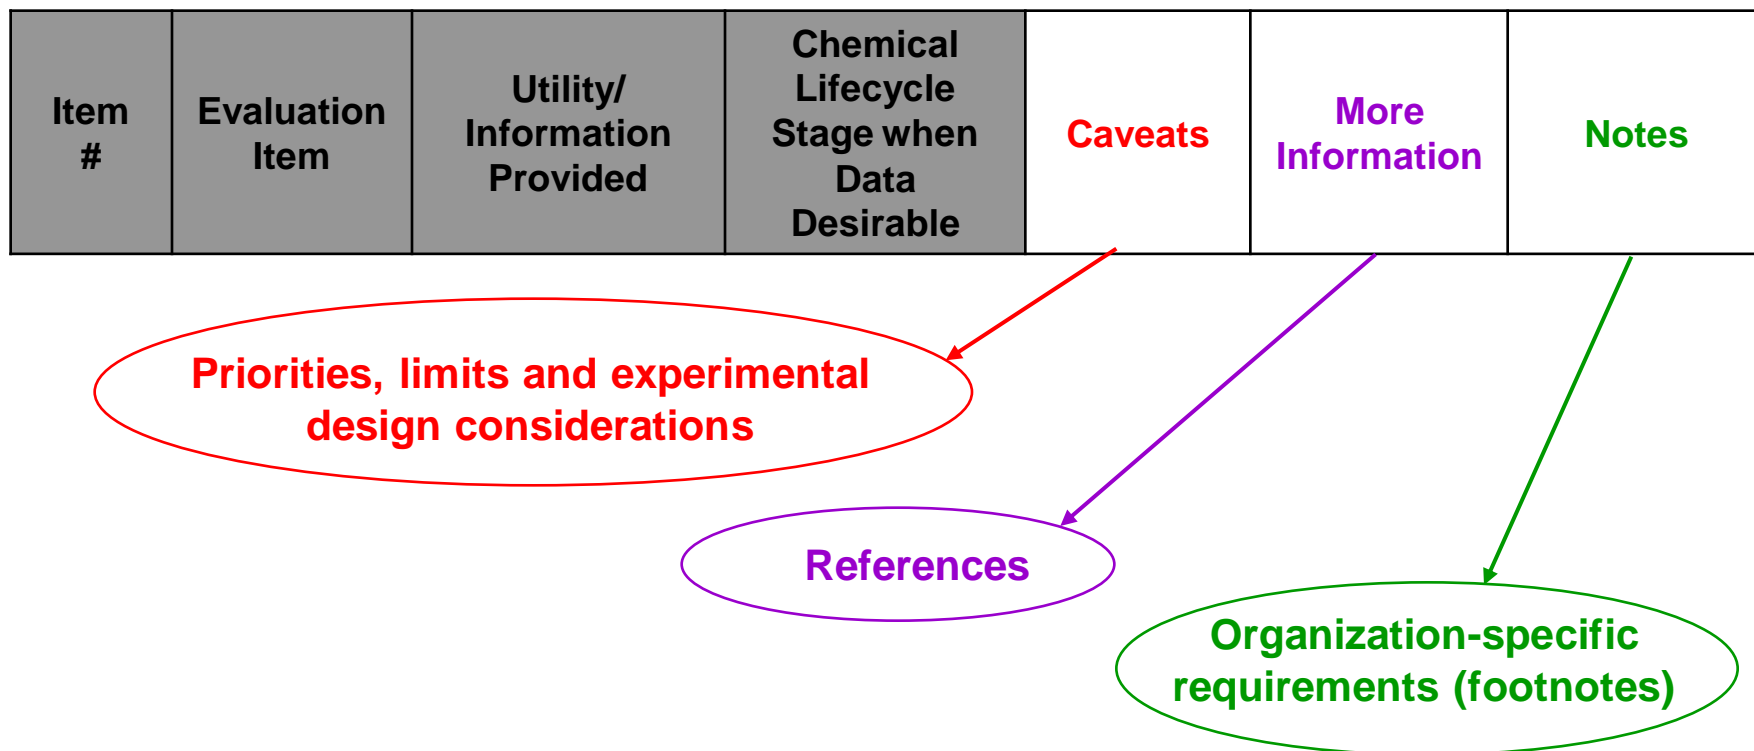 Item
#
Evaluation
Item
Utility/
Information
Provided
Chemical
Lifecycle
Stage when
Data
Desirable
Caveats
More
Information
Notes
Priorities, limits and experimental
design considerations
References
Organization-specific
requirements (footnotes)